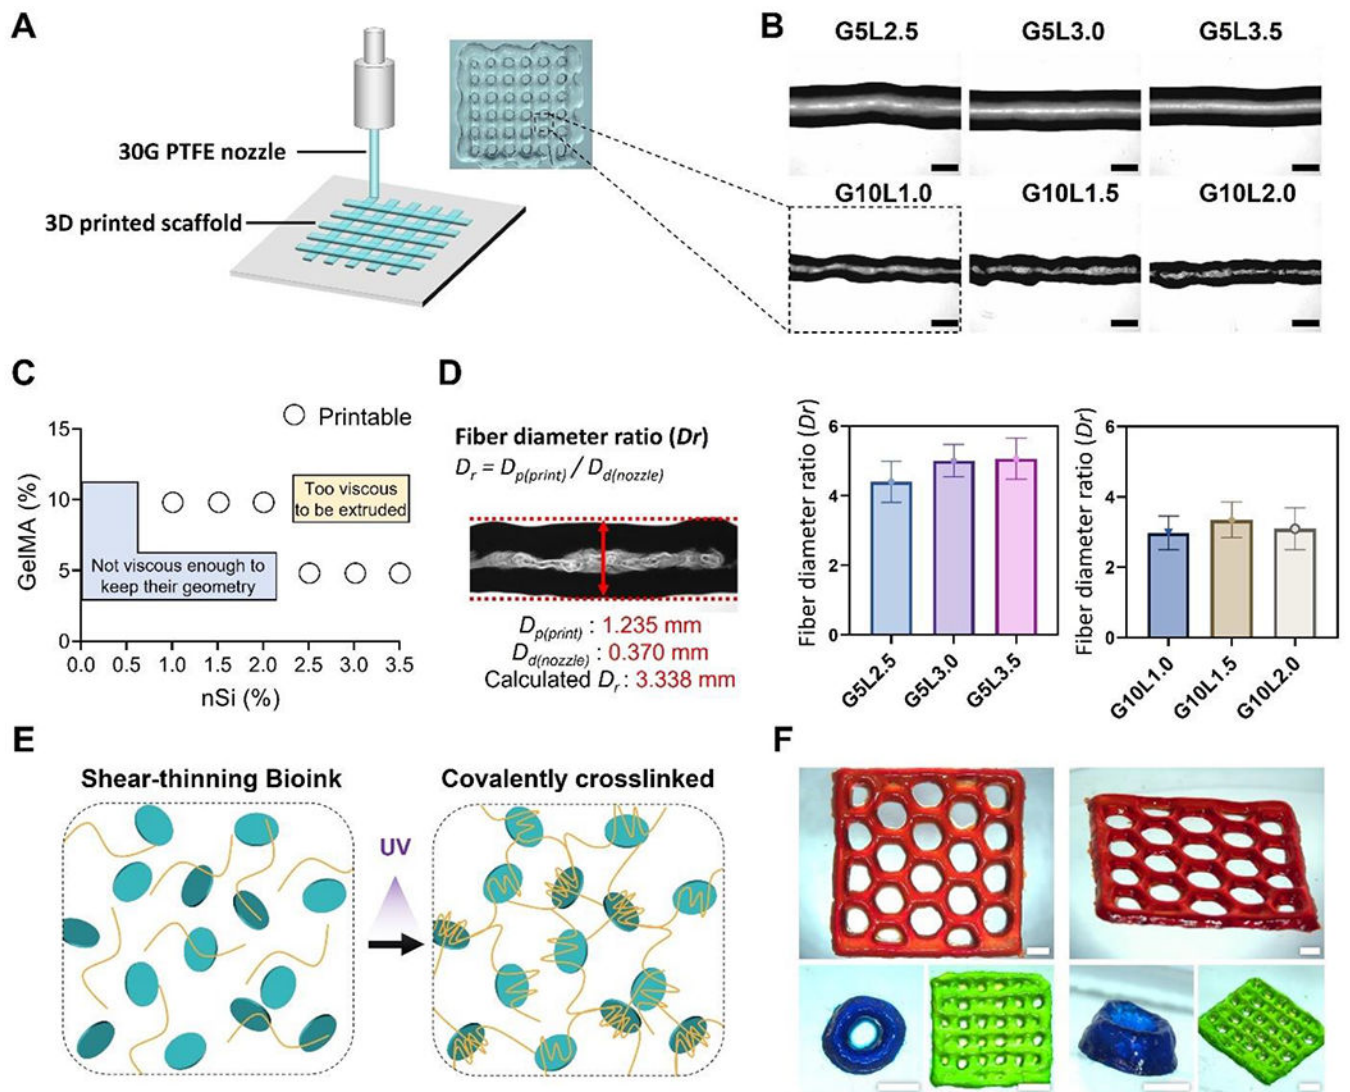 A
30G PTFE nozzle
3D printed scaffold
B
G5L2.5
G5L3.0
G5L3.5
G10L1.0
G10L1.5
G10L2.0
C
Printable
15
10
5
0
GelMA (%)
Too viscous
to be extruded
Not viscous enough to
keep their geometry
0.0 0.5 1.0 1.5 2.0 2.5 3.0 3.5
nSi (%)
D
Fiber diameter ratio (Dr)
Dr = Dp(print) / Dd(nozzle)
Dp(print) : 1.235 mm
Dd(nozzle) : 0.370 mm
Calculated Dr : 3.338 mm
Fiber diameter ratio (Dr)
6
4
2
0
G5L2.5
G5L3.0
G5L3.5
Fiber diameter ratio (Dr)
6
4
2
0
G10L1.0
G10L1.5
G10L2.0
E
Shear-thinning Bioink
UV
Covalently crosslinked
F